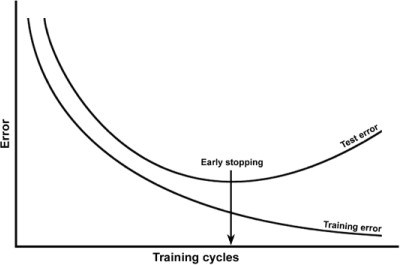 Error
Test error
Early stopping
Training error
Training cycles